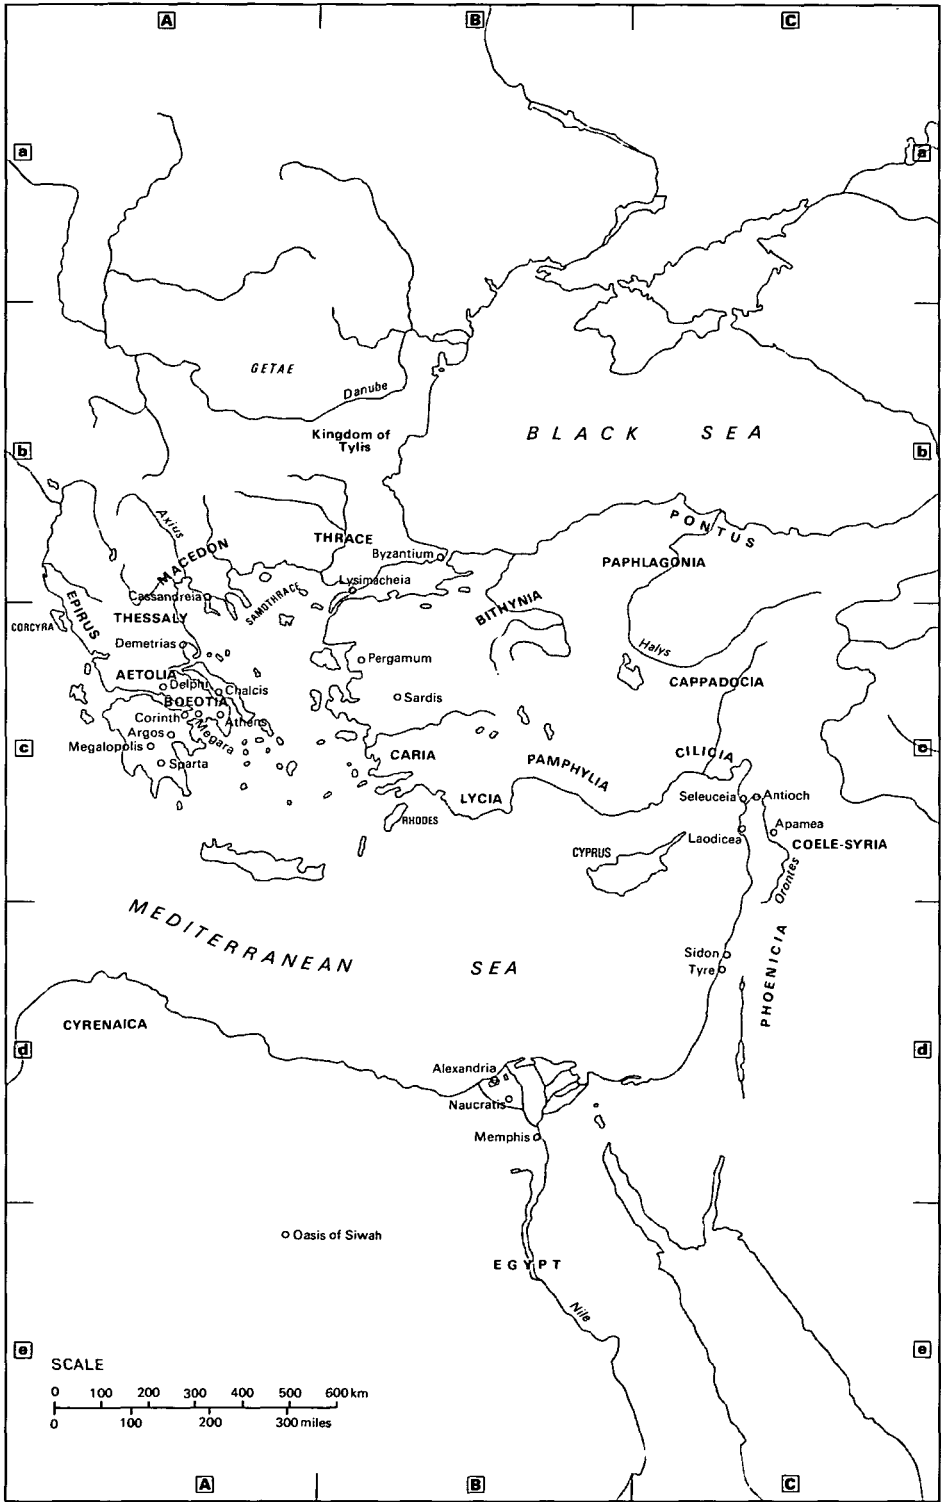 A
B
C
a
a
GETAE
Danube
Kingdom of
Tylis
BLACK SEA
b
b
Axius
PONTUS
MACEDON
THRACE
Byzantium
PAPHLAGONIA
Lysimacheia
Cassandreia
SAMOTHRACE
BITHYNIA
EPIRUS
THESSALY
CORCYRA
Demetrias
Halys
Pergamum
AETOLIA
Delphi
Chalcis
CAPPADOCIA
Sardis
BOEOTIA
Corinth
Athens
Argos
Megara
Megalopolis
c
c
CARIA
PAMPHYLIA
CILICIA
Sparta
LYCIA
Seleuceia
Antioch
RHODES
Apamea
Laodicea
COELE-SYRIA
CYPRUS
Orontes
MEDITERRANEAN SEA
Sidon
Tyre
PHOENICIA
CYRENAICA
d
d
Alexandria
Naucratis
Memphis
Oasis of Siwah
EGYPT
Nile
e
e
SCALE
0 100 200 300 400 500 600 km
0 100 200 300 miles
A
B
C